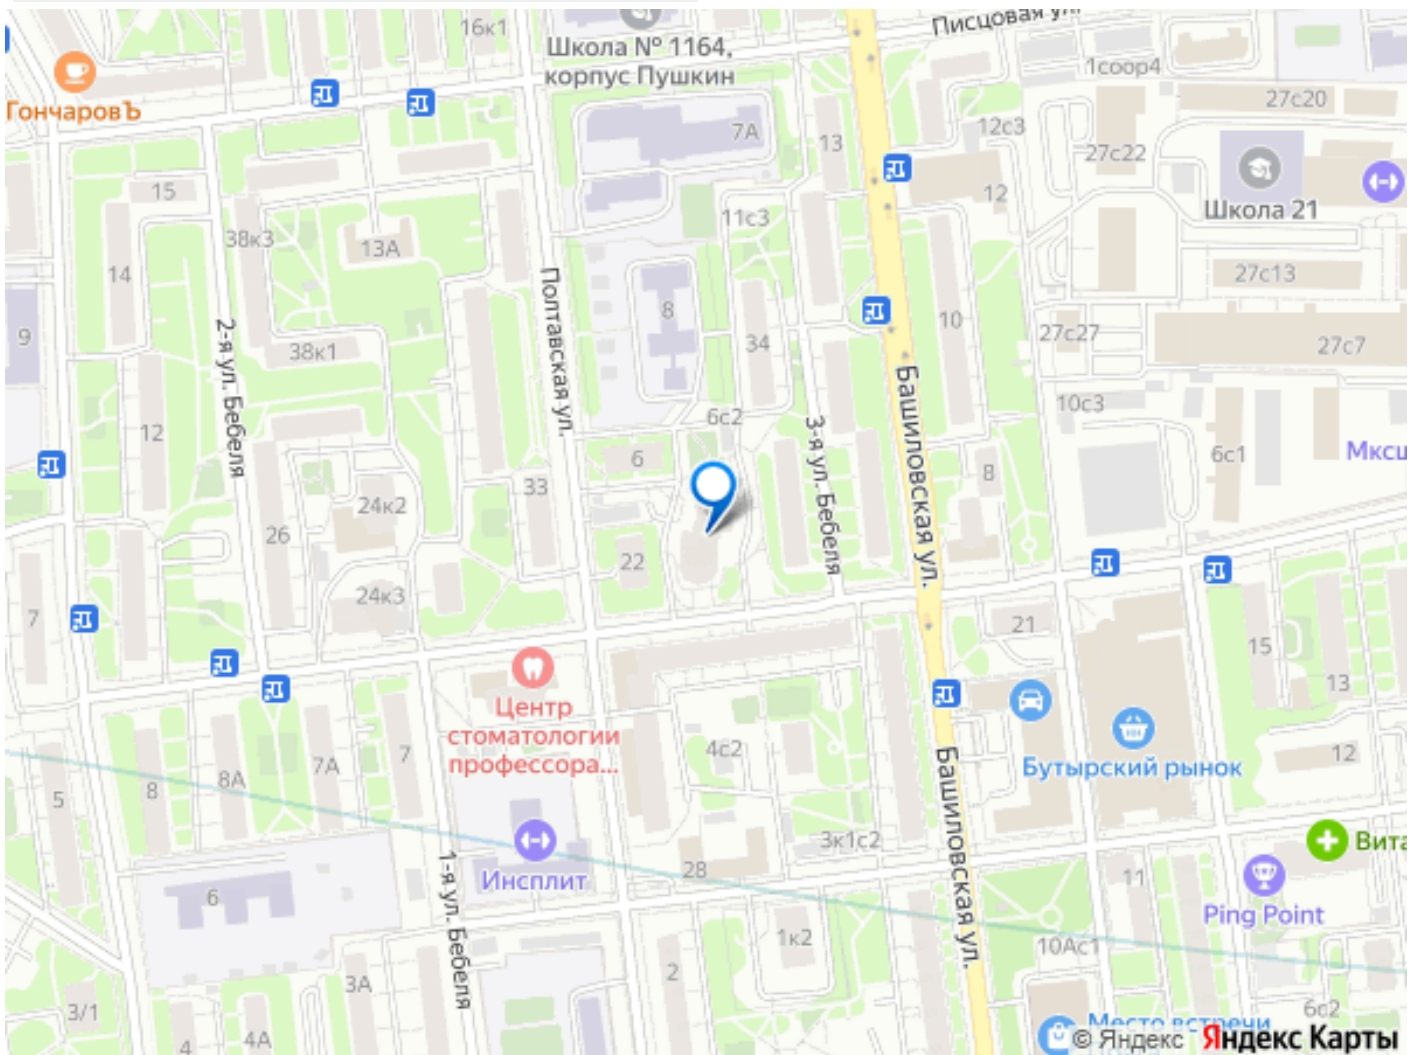 Писцовая ул.
16к1
Школа № 1164,
корпус Пушкин
1соор4
ГончаровЪ
27с20
7А
13
12с3
27с22
15
12
Школа 21
11с3
38к3
13А
14
27с13
Полтавская ул.
8
10
27с27
9
2-я ул. Бебеля
38к1
34
27с7
Башиловская ул.
6с2
3-я ул. Бебеля
10с3
12
6
6с1
8
33
24к2
26
22
24к3
7
21
15
13
Центр
стоматологии
профессора...
4с2
12
7
7А
8А
8
5
Бутырский рынок
Башиловская ул.
3к1с2
Вита
28
Инсплит
1-я ул. Бебеля
11
6
Ping Point
1к2
10Ас1
2
3А
3/1
4А
4
6с2
Место встречи
© Яндекс Яндекс Карты